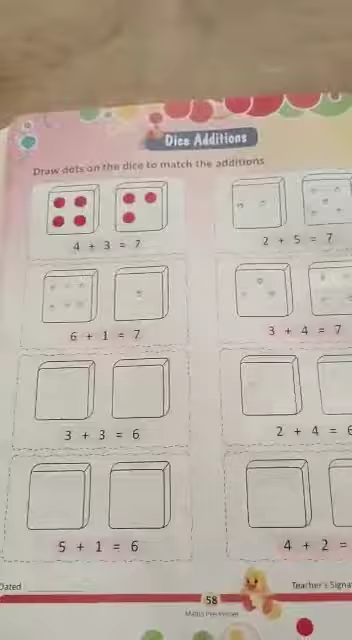 Dice Additions
Draw dots on the dice to match the additions
4 + 3 = 7
2 + 5 = 7
6 + 1 = 7
3 + 4 = 7
3 + 3 = 6
2 + 4 = 6
5 + 1 = 6
4 + 2 =
Dated
Teacher's Signa
58